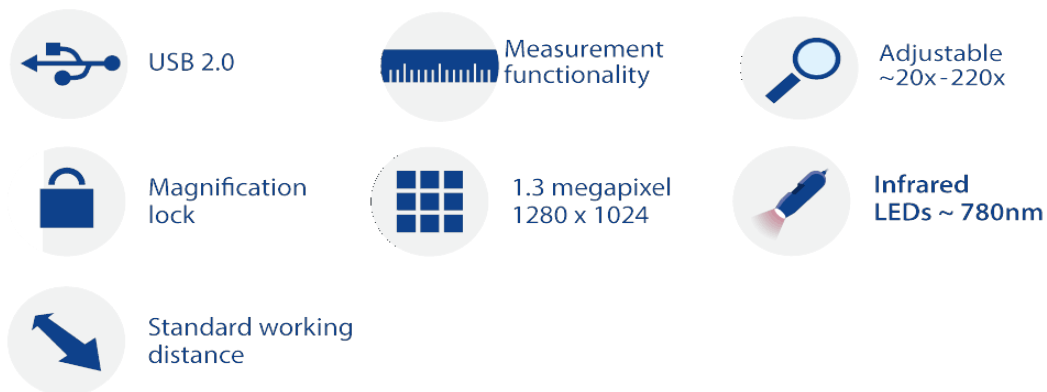 USB 2.0
Measurement
functionality
Adjustable
~20x-220x
Magnification
lock
1.3 megapixel
1280 x 1024
Infrared
LEDs ~ 780nm
Standard working
distance